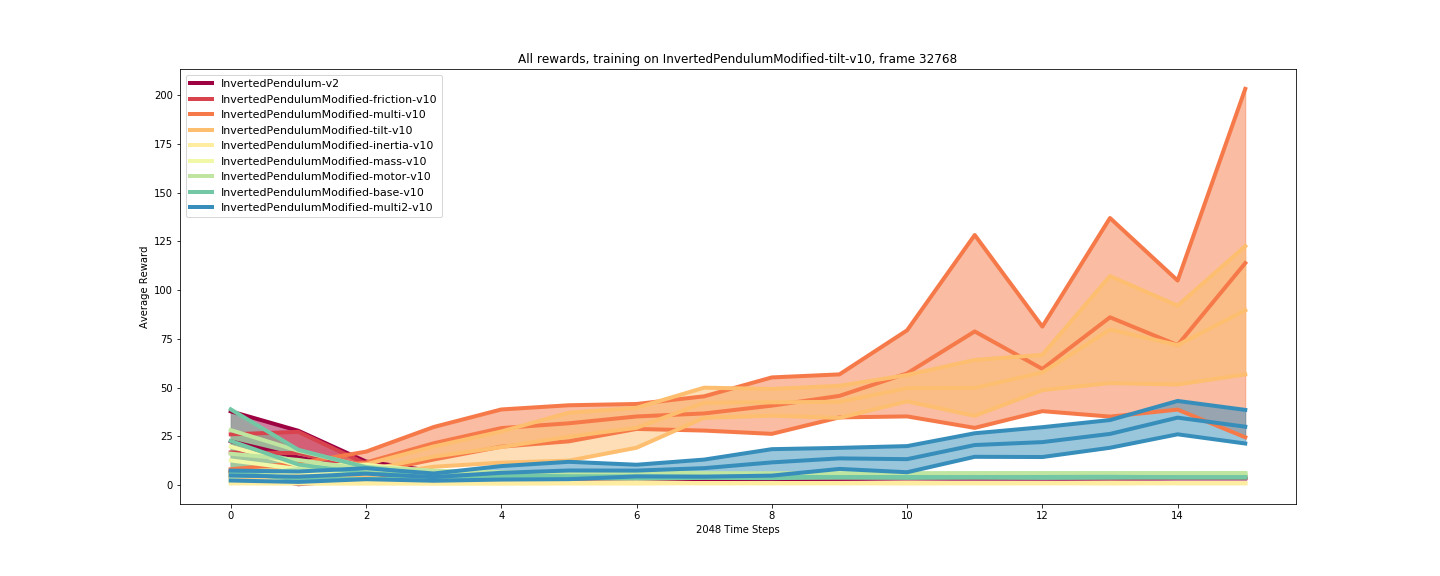 All rewards, training on InvertedPendulumModified-tilt-v10, frame 32768
InvertedPendulum-v2
InvertedPendulumModified-friction-v10
InvertedPendulumModified-multi-v10
InvertedPendulumModified-tilt-v10
InvertedPendulumModified-inertia-v10
InvertedPendulumModified-mass-v10
InvertedPendulumModified-motor-v10
InvertedPendulumModified-base-v10
InvertedPendulumModified-multi2-v10
Average Reward
200
175
150
125
100
75
50
25
0
0 2 4 6 8 10 12 14
2048 Time Steps